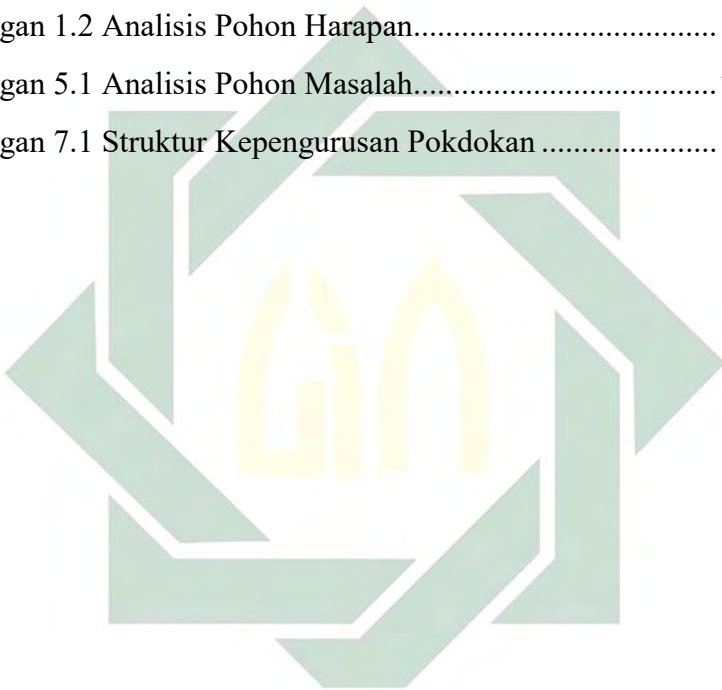 gan 1.2 Analisis Pohon Harapan......................................
gan 5.1 Analisis Pohon Masalah......................................
gan 7.1 Struktur Kepengurusan Pokdokan ......................